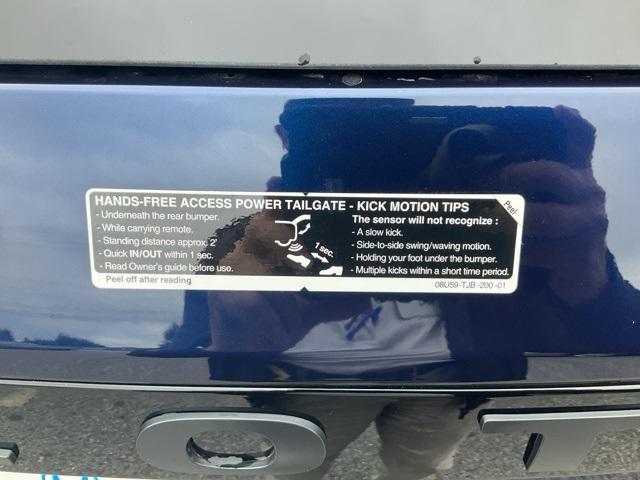 HANDS-FREE ACCESS POWER TAILGATE - KICK MOTION TIPS
Peel
- Underneath the rear bumper.
- While carrying remote.
- Standing distance approx. 2'
- Quick IN/OUT within 1 sec.
- Read Owner's guide before use.
1 sec.
The sensor will not recognize :
- A slow kick.
- Side-to-side swing/waving motion.
- Holding your foot under the bumper.
- Multiple kicks within a short time period.
Peel off after reading
08U59-TJB -200 -01
O T